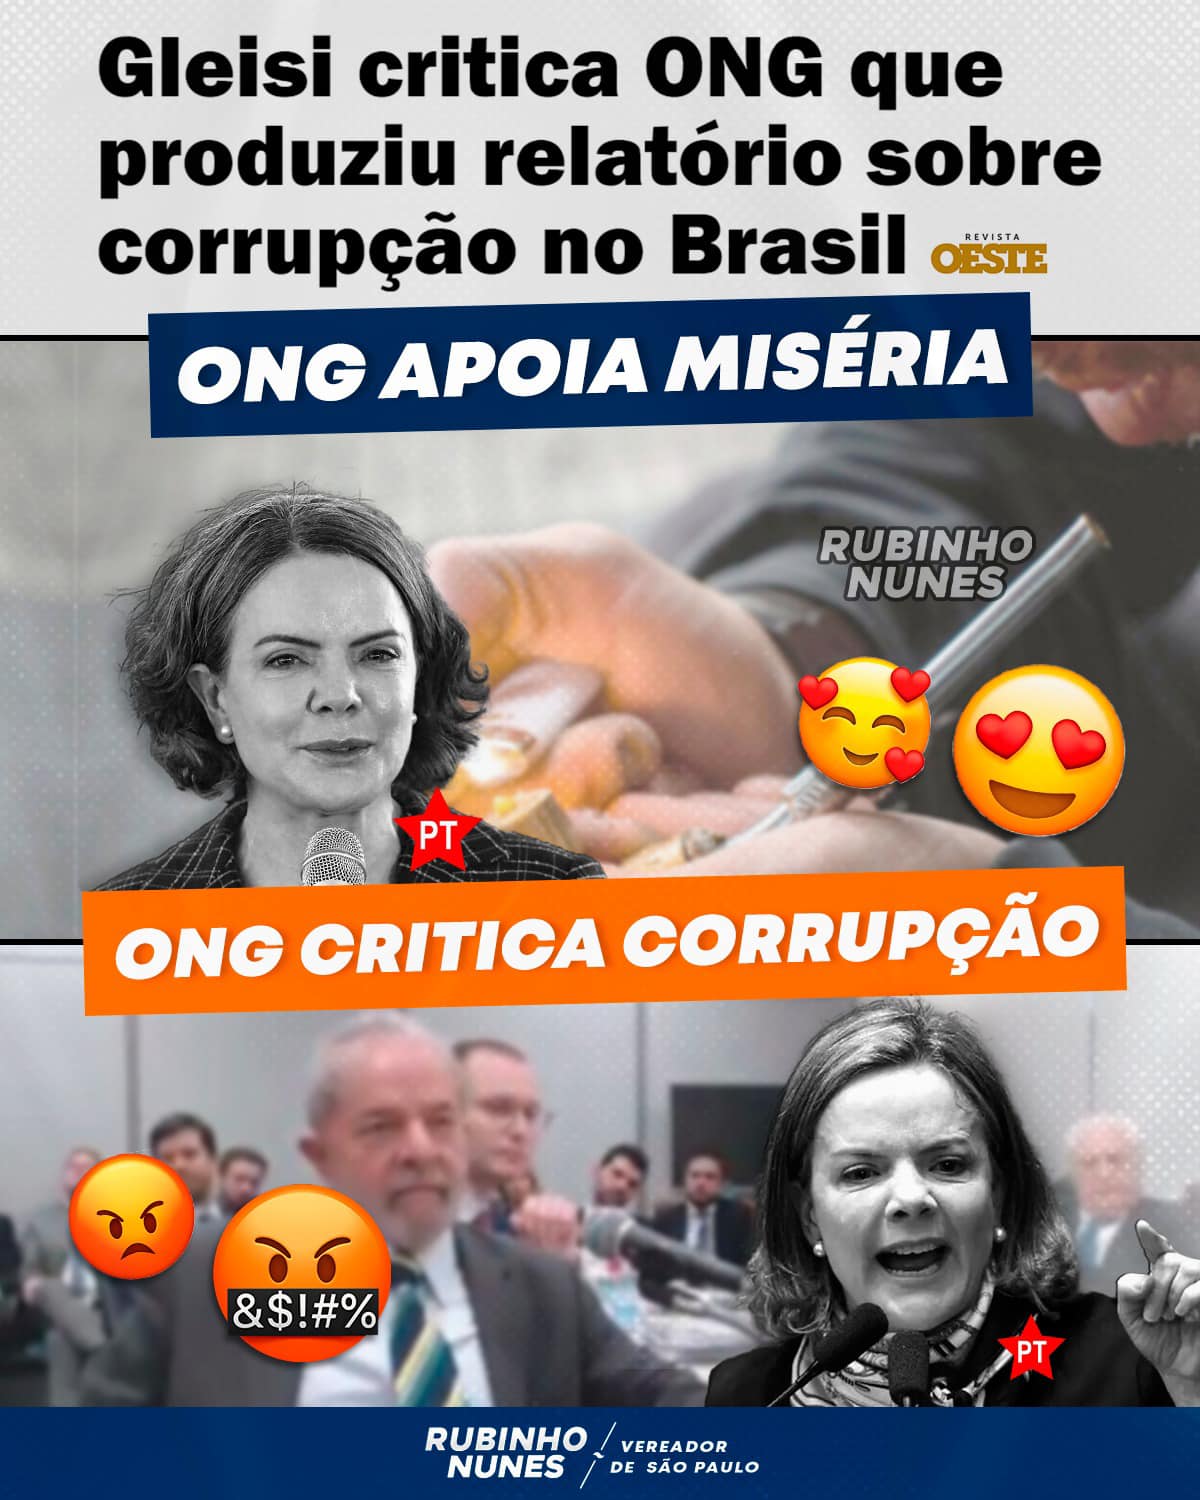 Gleisi critica ONG que
produziu relatório sobre
corrupção no Brasil
REVISTA
OESTE
ONG APOIA MISÉRIA
RUBINHO
NUNES
PT
ONG CRITICA CORRUPÇÃO
&$!#%
PT
RUBINHO
NUNES
VEREADOR
DE SÃO PAULO